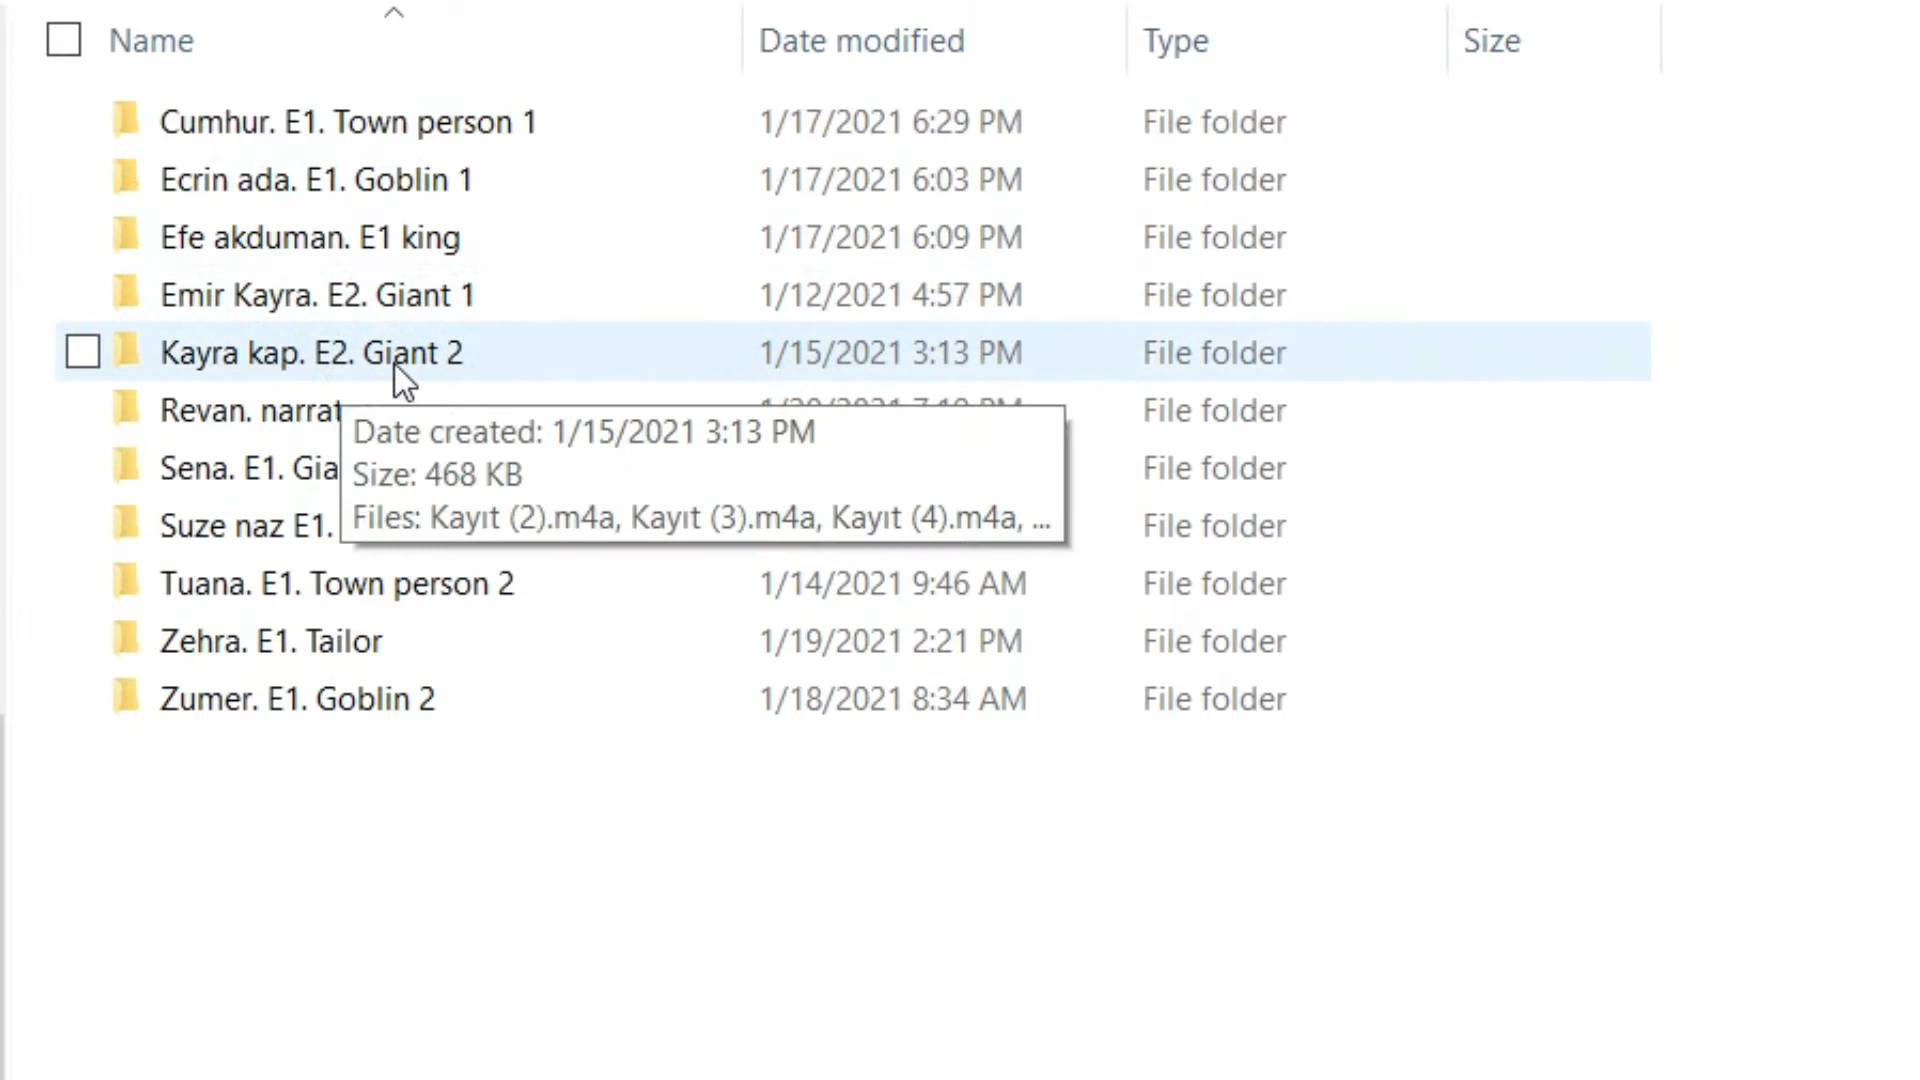 Name Date modified Type Size
Cumhur. E1. Town person 1 1/17/2021 6:29 PM File folder
Ecrin ada. E1. Goblin 1 1/17/2021 6:03 PM File folder
Efe akduman. E1 king 1/17/2021 6:09 PM File folder
Emir Kayra. E2. Giant 1 1/12/2021 4:57 PM File folder
Kayra kap. E2. Giant 2 1/15/2021 3:13 PM File folder
Revan. File folder
Date created: 1/15/2021 3:13 PM
Sena. E1. File folder
Size: 468 KB
Files: Kayıt (2).m4a, Kayıt (3).m4a, Kayıt (4).m4a, ...
Suze naz E1. File folder
Tuana. E1. Town person 2 1/14/2021 9:46 AM File folder
Zehra. E1. Tailor 1/19/2021 2:21 PM File folder
Zumer. E1. Goblin 2 1/18/2021 8:34 AM File folder